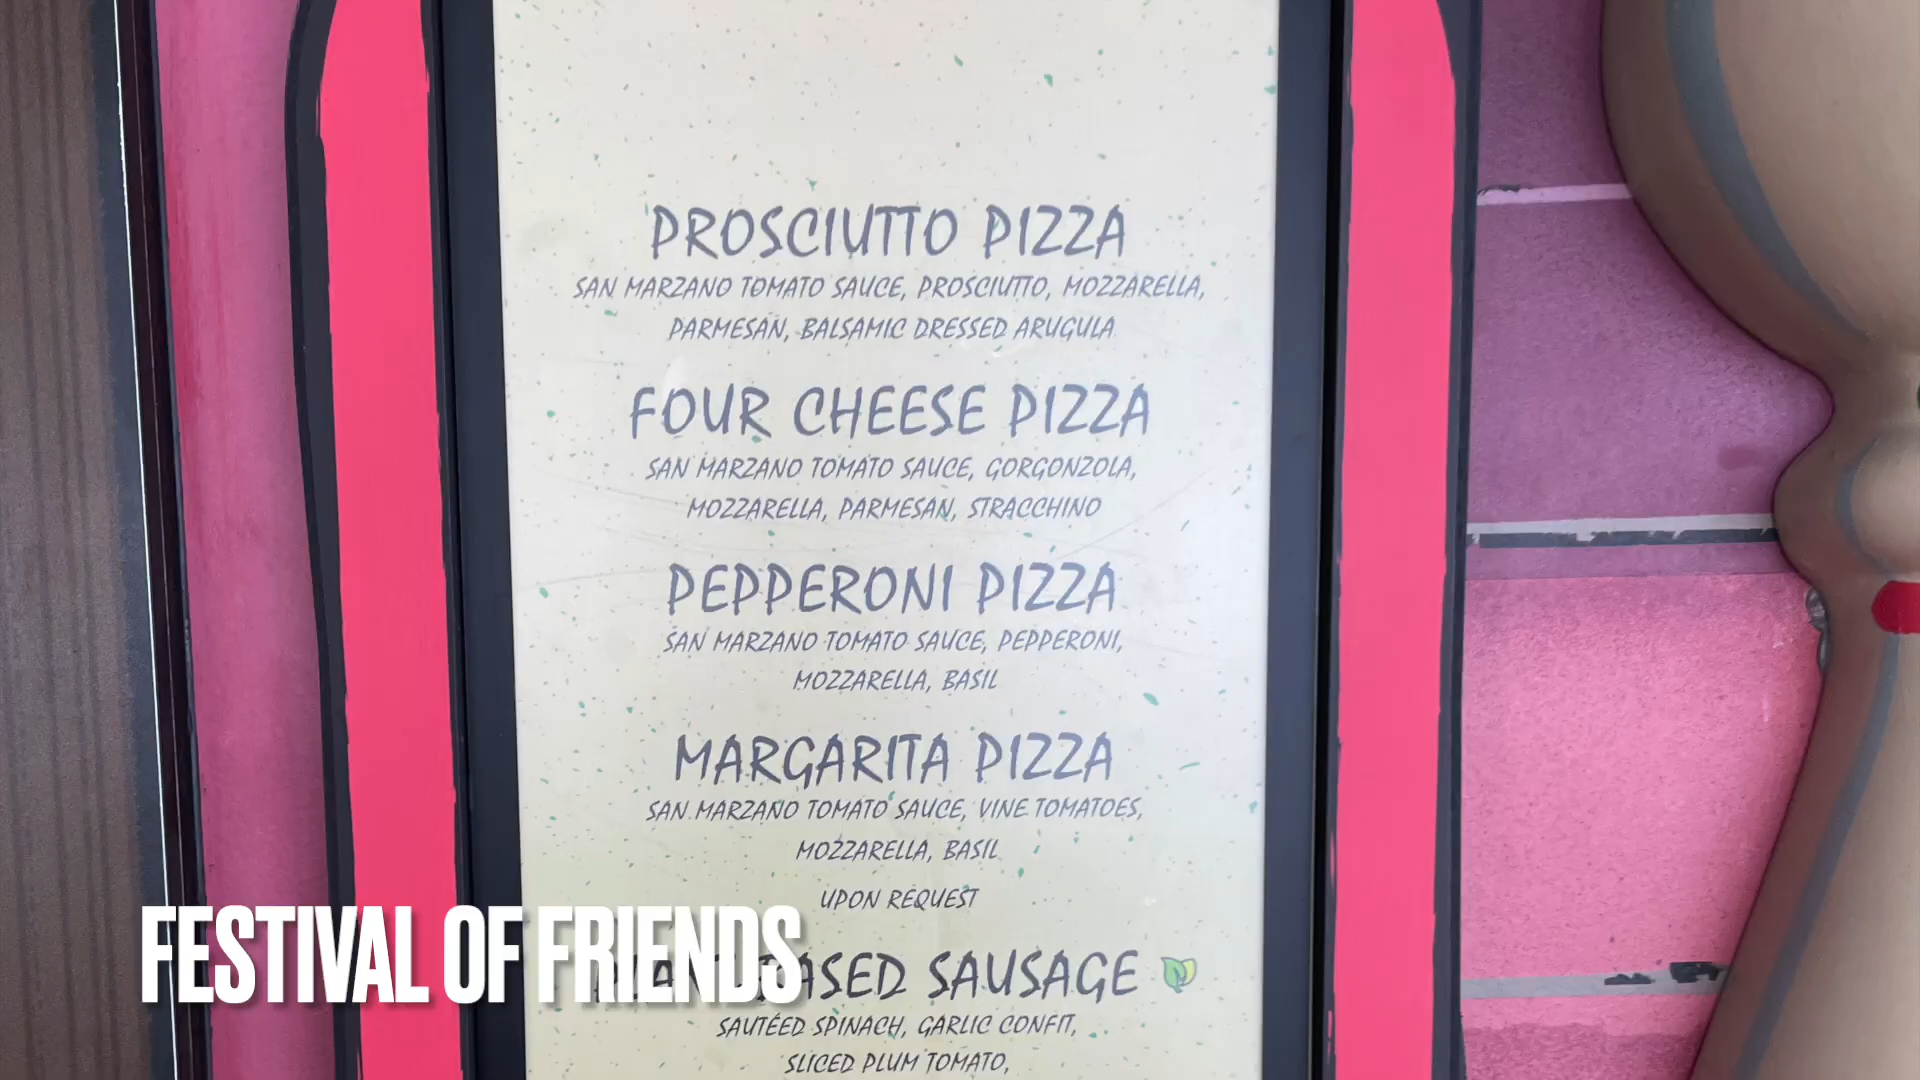 PROSCIUTTO PIZZA
SAN MARZANO TOMATO SAUCE, PROSCIUTTO, MOZZARELLA,
PARMESAN, BALSAMIC DRESSED ARUGULA
FOUR CHEESE PIZZA
SAN MARZANO TOMATO SAUCE, GORGONZOLA,
MOZZARELLA, PARMESAN, STRACCHINO
PEPPERONI PIZZA
SAN MARZANO TOMATO SAUCE, PEPPERONI,
MOZZARELLA, BASIL
MARGARITA PIZZA
SAN MARZANO TOMATO SAUCE, VINE TOMATOES,
MOZZARELLA, BASIL
UPON REQUEST
FESTIVAL OF FRIENDS
SAUSAGE
SAUTÉED SPINACH, GARLIC CONFIT,
SLICED PLUM TOMATO,